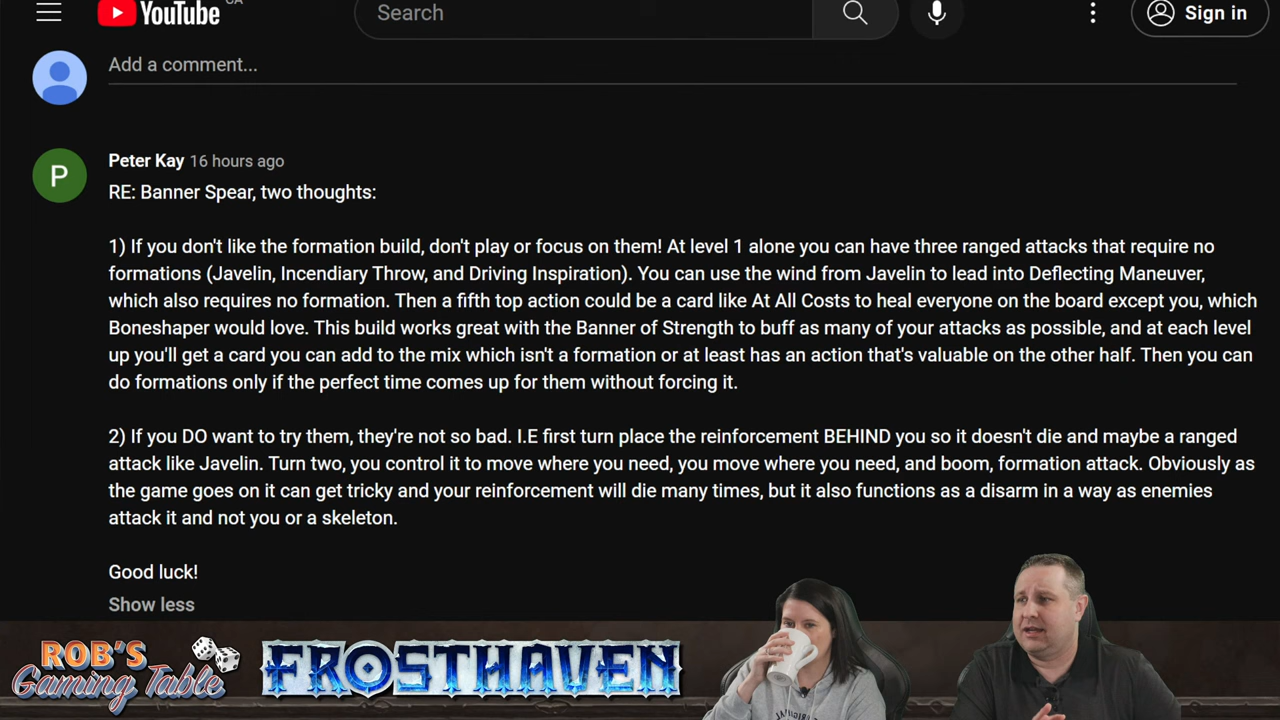 YouTube
CA
Search
Sign in
Add a comment...
P
Peter Kay 16 hours ago
RE: Banner Spear, two thoughts:
1) If you don't like the formation build, don't play or focus on them! At level 1 alone you can have three ranged attacks that require no
formations (Javelin, Incendiary Throw, and Driving Inspiration). You can use the wind from Javelin to lead into Deflecting Maneuver,
which also requires no formation. Then a fifth top action could be a card like At All Costs to heal everyone on the board except you, which
Boneshaper would love. This build works great with the Banner of Strength to buff as many of your attacks as possible, and at each level
up you'll get a card you can add to the mix which isn't a formation or at least has an action that's valuable on the other half. Then you can
do formations only if the perfect time comes up for them without forcing it.
2) If you DO want to try them, they're not so bad. I.E first turn place the reinforcement BEHIND you so it doesn't die and maybe a ranged
attack like Javelin. Turn two, you control it to move where you need, you move where you need, and boom, formation attack. Obviously as
the game goes on it can get tricky and your reinforcement will die many times, but it also functions as a disarm in a way as enemies
attack it and not you or a skeleton.
Good luck!
Show less
ROB'S
Gaming Table
FROSTHAVEN